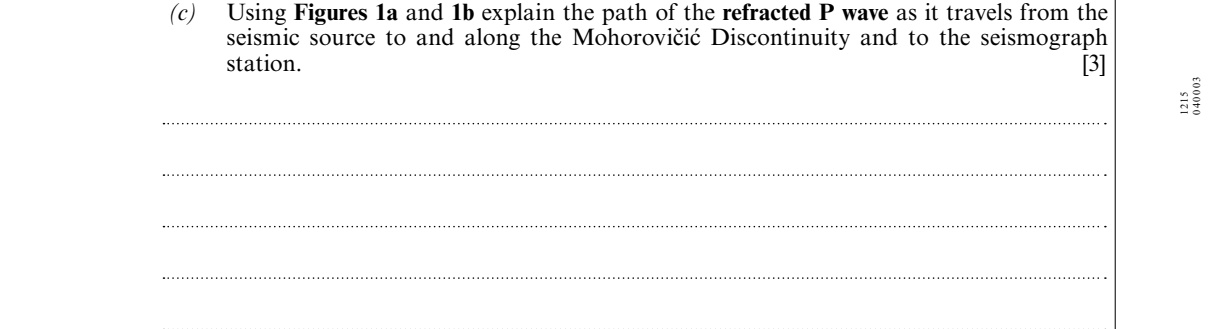 (c) Using Figures 1a and 1b explain the path of the refracted P wave as it travels from the
seismic source to and along the Mohorovičić Discontinuity and to the seismograph
station. [3]
1215
040003